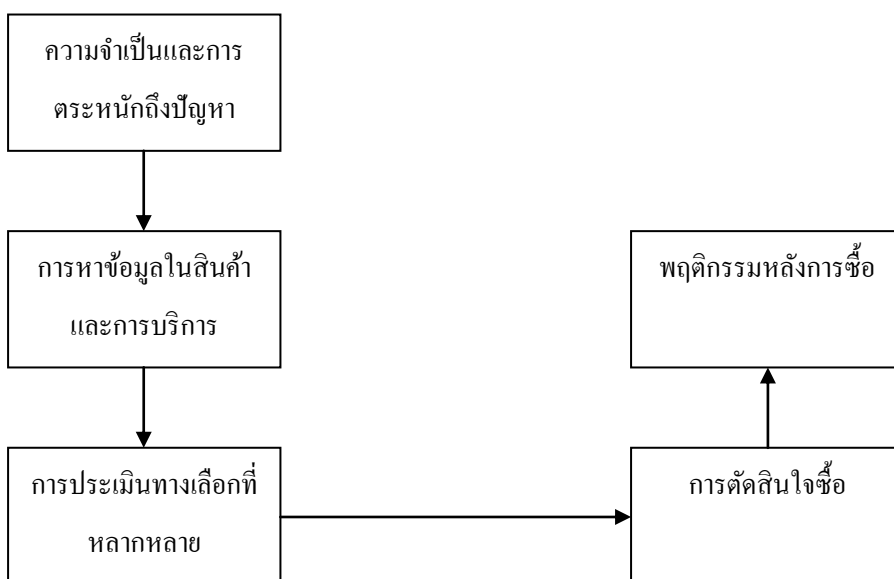 ความจำเป็นและการ
ตระหนักถึงปัญหา
การหาข้อมูลในสินค้า
และการบริการ
การประเมินทางเลือกที่
หลากหลาย
การตัดสินใจซื้อ
พฤติกรรมหลังการซื้อ